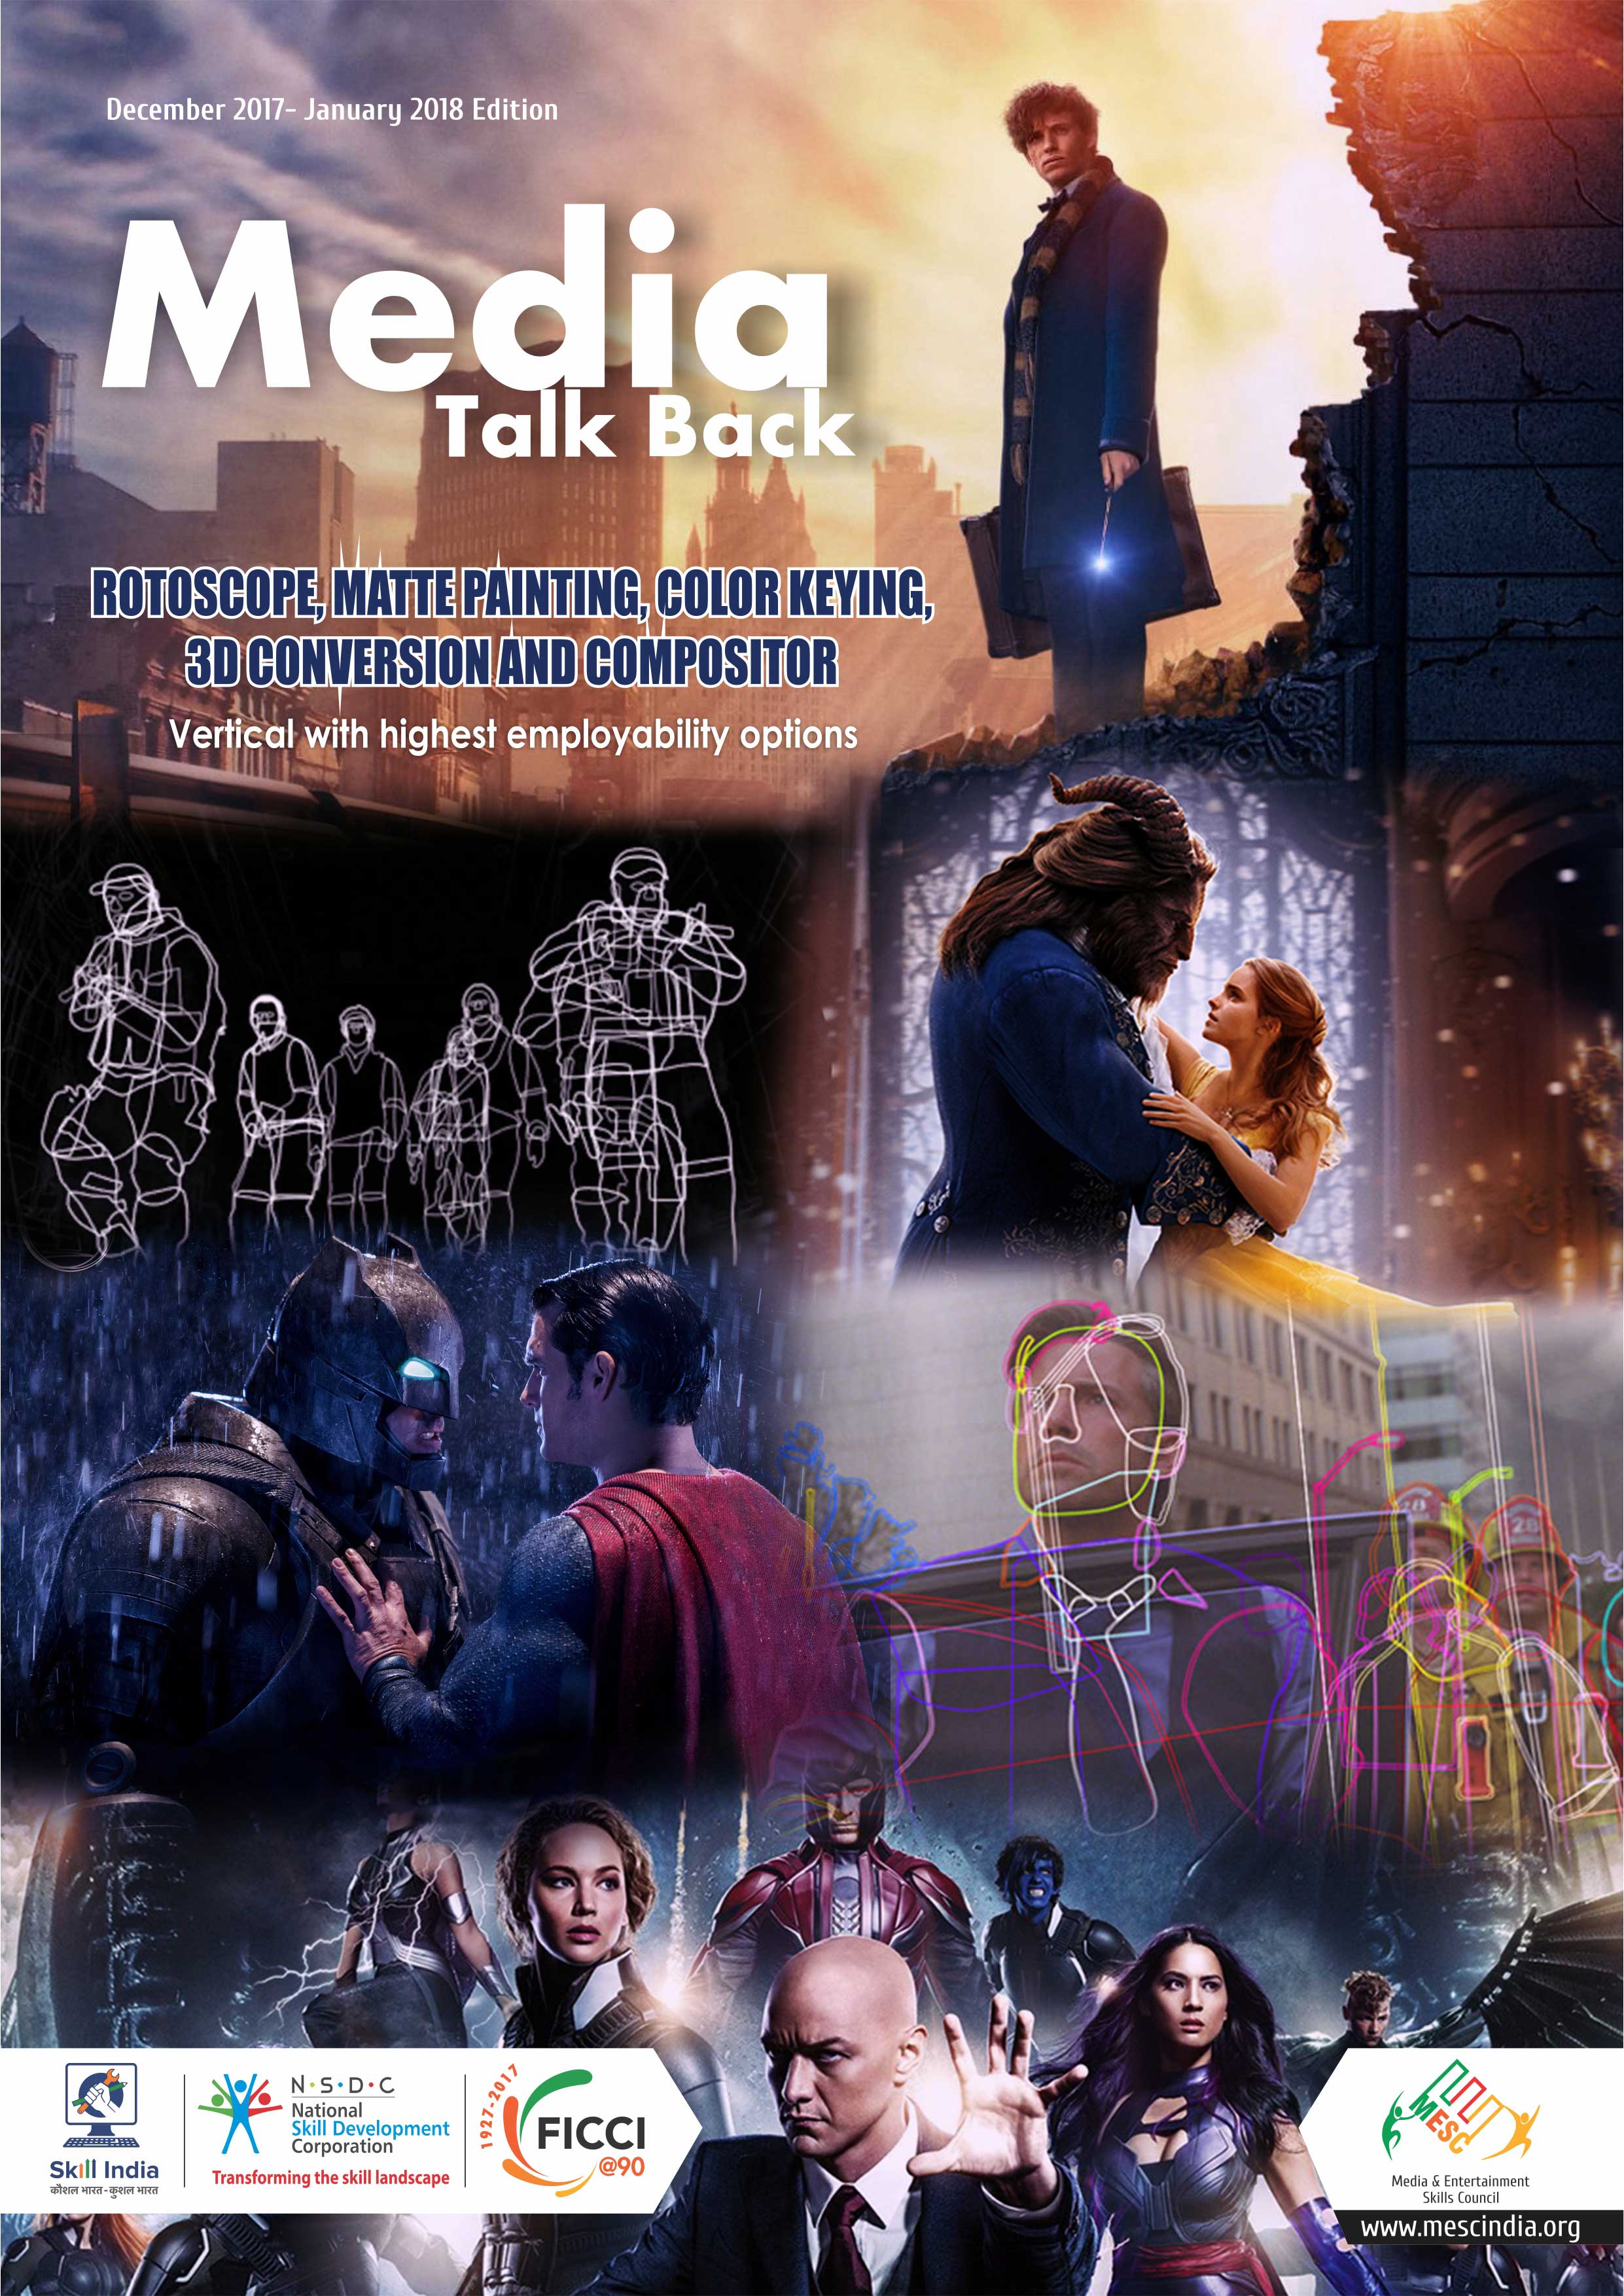 December 2017- January 2018 Edition
Media
Talk Back
ROTOSCOPE, MATTE PAINTING, COLOR KEYING,
3D CONVERSION AND COMPOSITOR
Vertical with highest employability options
28
28
Skill India
कौशल भारत-कुशल भारत
N·S·D·C
National
Skill Development
Corporation
Transforming the skill landscape
1927-2017
FICCI
@90
MESC
Media & Entertainment
Skills Council
www.mescindia.org